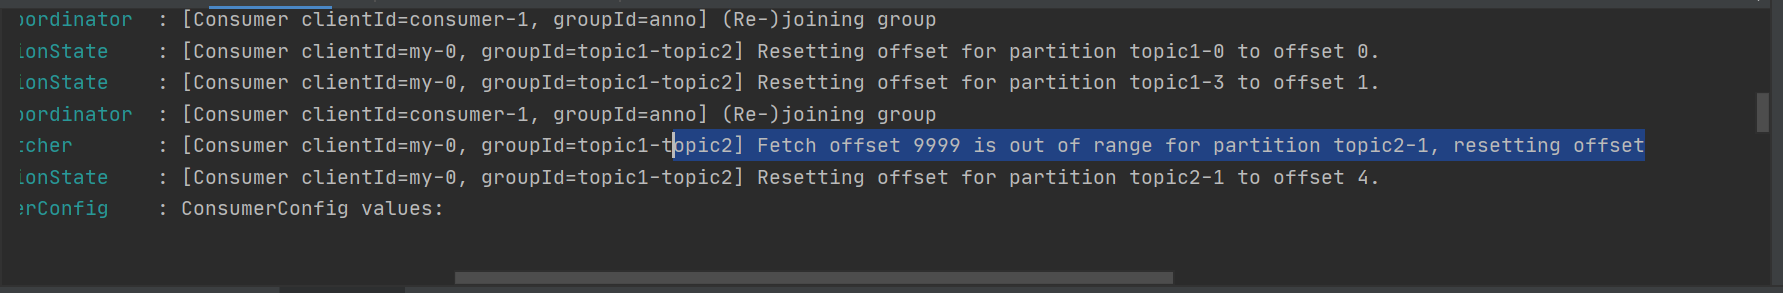 oordinator  : [Consumer clientId=consumer-1, groupId=anno] (Re-)joining group
ionState    : [Consumer clientId=my-0, groupId=topic1-topic2] Resetting offset for partition topic1-0 to offset 0.
ionState    : [Consumer clientId=my-0, groupId=topic1-topic2] Resetting offset for partition topic1-3 to offset 1.
oordinator  : [Consumer clientId=consumer-1, groupId=anno] (Re-)joining group
tcher       : [Consumer clientId=my-0, groupId=topic1-topic2] Fetch offset 9999 is out of range for partition topic2-1, resetting offset
ionState    : [Consumer clientId=my-0, groupId=topic1-topic2] Resetting offset for partition topic2-1 to offset 4.
erConfig    : ConsumerConfig values: